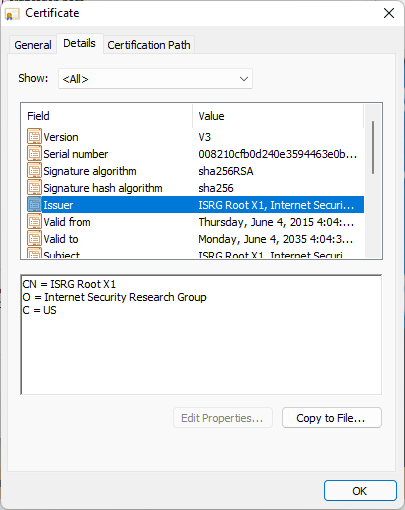 Certificate
General Details Certification Path
Show: <All>
Field Value
Version V3
Serial number 008210cfb0d240e3594463e0b...
Signature algorithm sha256RSA
Signature hash algorithm sha256
Issuer ISRG Root X1, Internet Securi...
Valid from Thursday, June 4, 2015 4:04:...
Valid to Monday, June 4, 2035 4:04:3...
Subject ISRG Root X1, Internet Securi...
CN = ISRG Root X1
O = Internet Security Research Group
C = US
Edit Properties... Copy to File...
OK